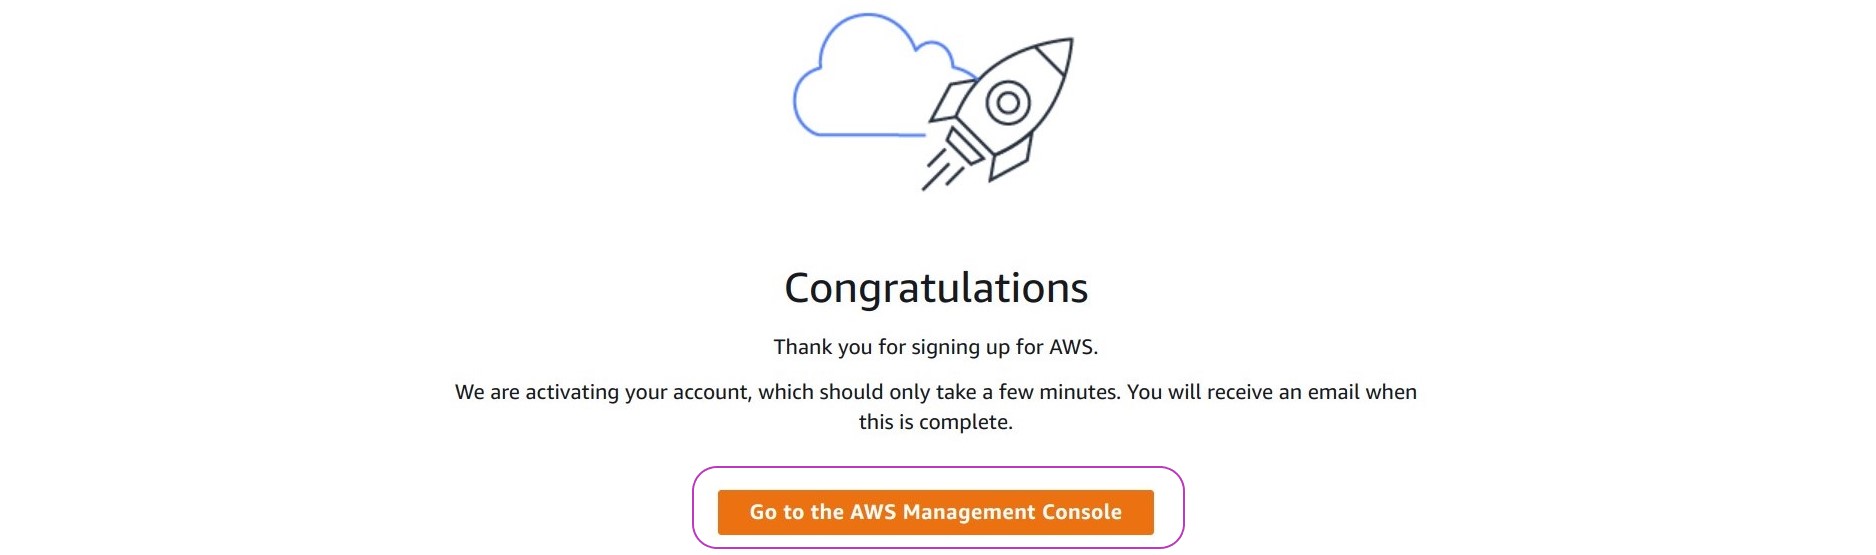 Congratulations
Thank you for signing up for AWS.
We are activating your account, which should only take a few minutes. You will receive an email when
this is complete.
Go to the AWS Management Console